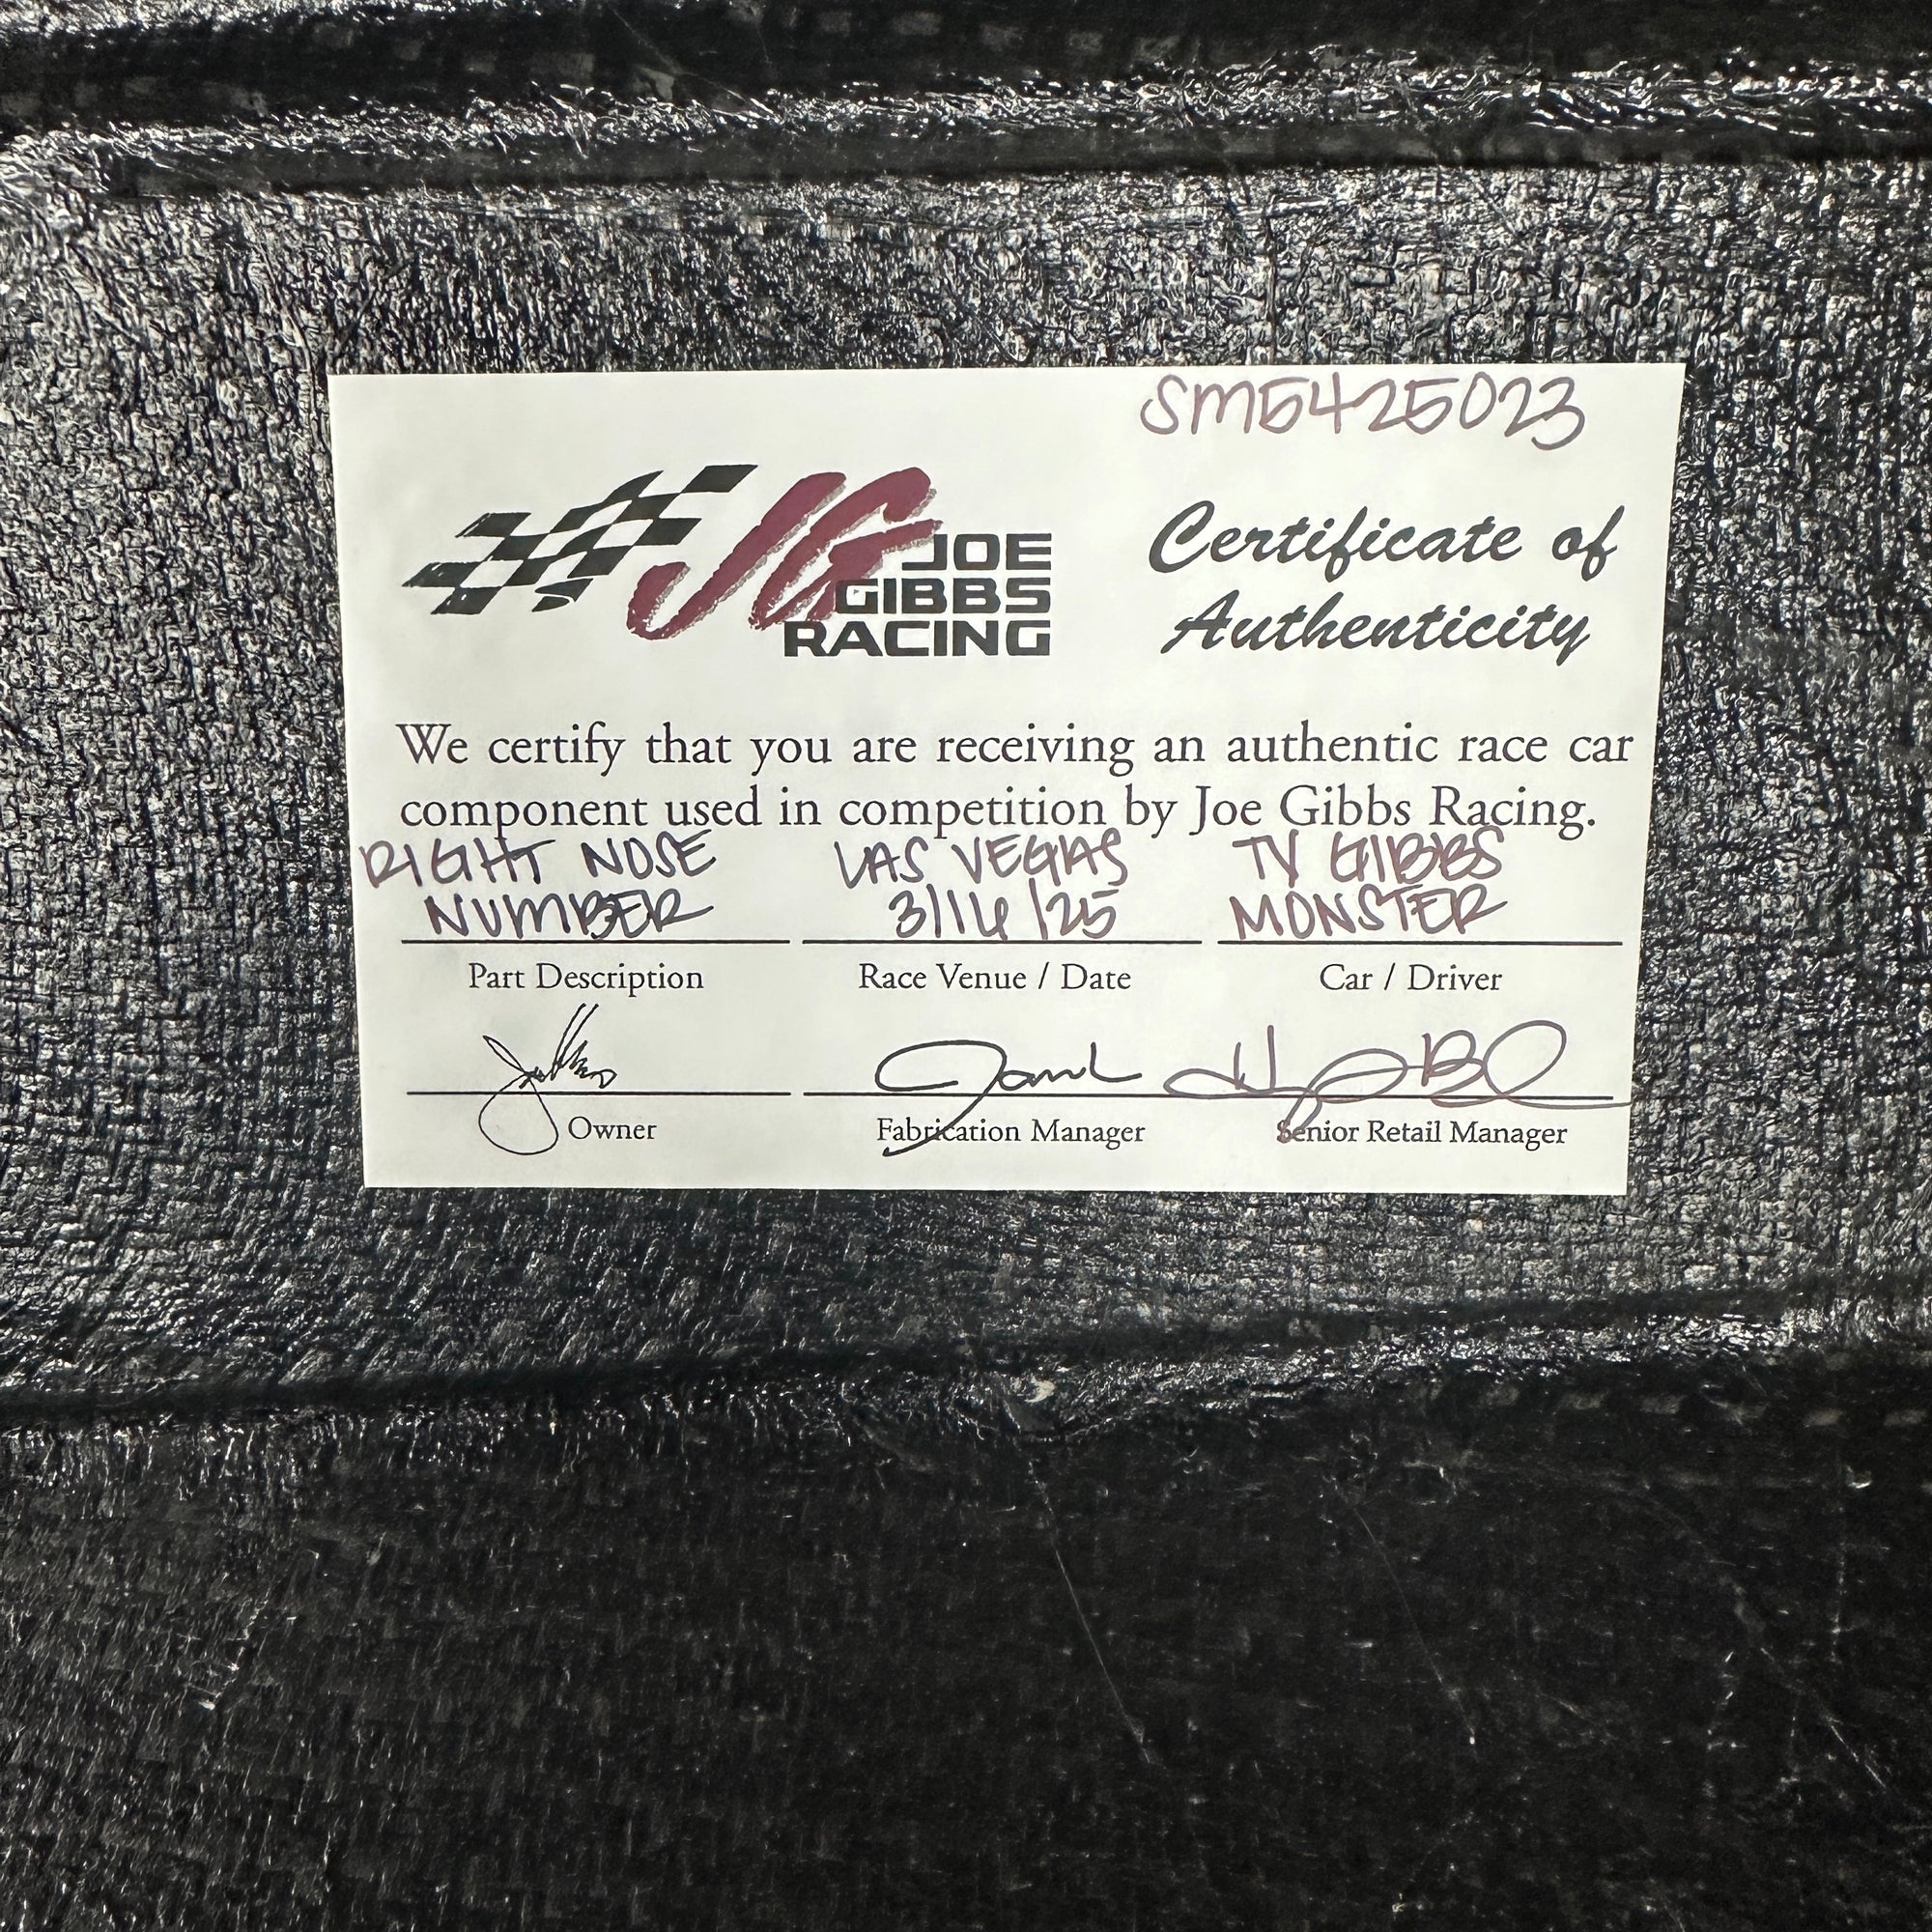 SM5425023
JG JOE
GIBBS
RACING
Certificate of
Authenticity
We certify that you are receiving an authentic race car
component used in competition by Joe Gibbs Racing.
RIGHT NOSE
NUMBER
LAS VEGAS
3/16/25
TY GIBBS
MONSTER
Part Description
Race Venue / Date
Car / Driver
Owner
Fabrication Manager
Senior Retail Manager